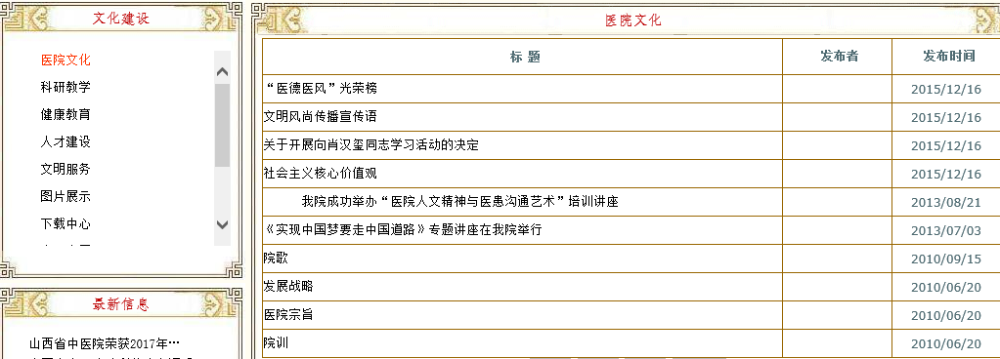 文化建设
医院文化
科研教学
健康教育
人才建设
文明服务
图片展示
下载中心
最新信息
山西省中医院荣获2017年…
医院文化
标 题 发布者 发布时间
“医德医风”光荣榜 2015/12/16
文明风尚传播宣传语 2015/12/16
关于开展向肖汉玺同志学习活动的决定 2015/12/16
社会主义核心价值观 2015/12/16
我院成功举办“医院人文精神与医患沟通艺术”培训讲座 2013/08/21
《实现中国梦要走中国道路》专题讲座在我院举行 2013/07/03
院歌 2010/09/15
发展战略 2010/06/20
医院宗旨 2010/06/20
院训 2010/06/20